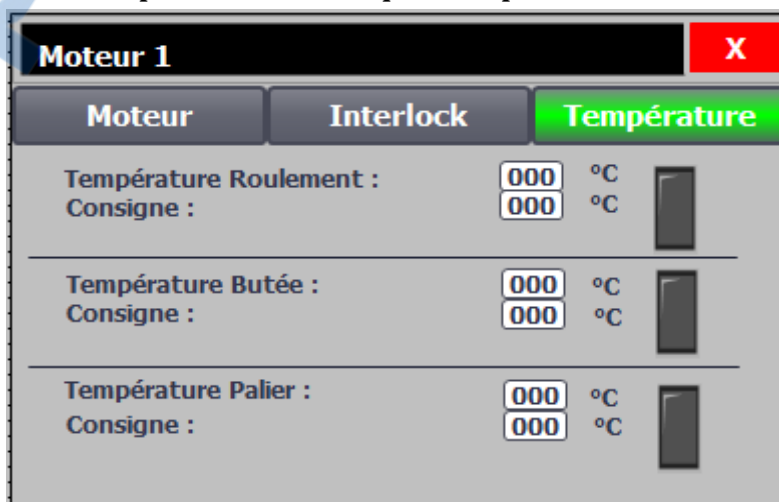 Moteur 1 X
Moteur Interlock Température
Température Roulement : 000 °C
Consigne : 000 °C
Température Butée : 000 °C
Consigne : 000 °C
Température Palier : 000 °C
Consigne : 000 °C